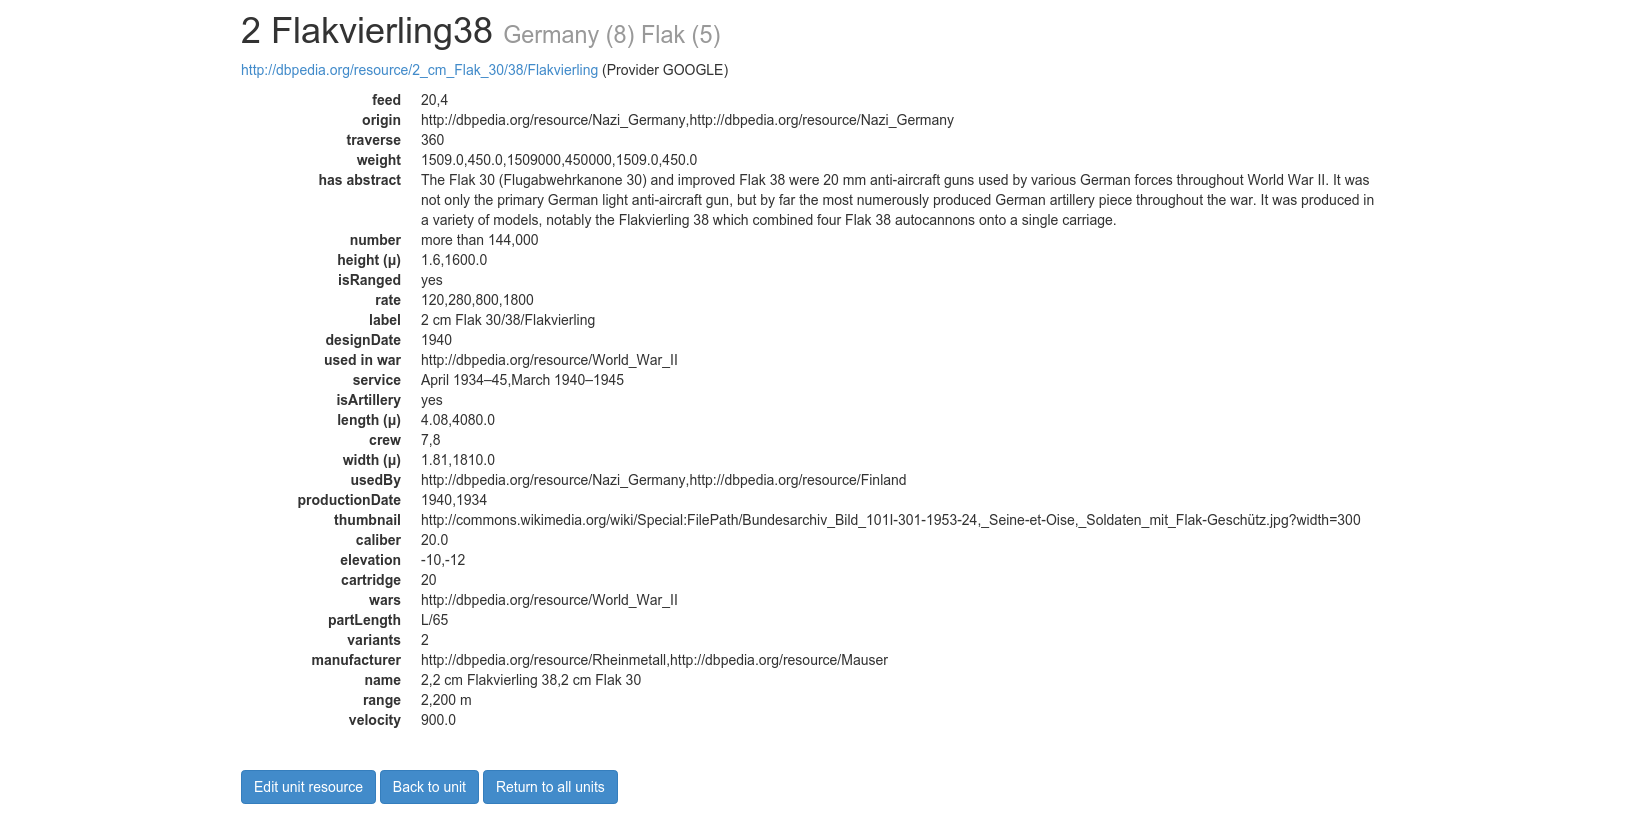 2 Flakvierling38 Germany (8) Flak (5)
http://dbpedia.org/resource/2_cm_Flak_30/38/Flakvierling (Provider GOOGLE)
feed 20,4
origin http://dbpedia.org/resource/Nazi_Germany,http://dbpedia.org/resource/Nazi_Germany
traverse 360
weight 1509.0,450.0,1509000,450000,1509.0,450.0
has abstract The Flak 30 (Flugabwehrkanone 30) and improved Flak 38 were 20 mm anti-aircraft guns used by various German forces throughout World War II. It was
not only the primary German light anti-aircraft gun, but by far the most numerously produced German artillery piece throughout the war. It was produced in
a variety of models, notably the Flakvierling 38 which combined four Flak 38 autocannons onto a single carriage.
number more than 144,000
height (μ) 1.6,1600.0
isRanged yes
rate 120,280,800,1800
label 2 cm Flak 30/38/Flakvierling
designDate 1940
used in war http://dbpedia.org/resource/World_War_II
service April 1934–45,March 1940–1945
isArtillery yes
length (μ) 4.08,4080.0
crew 7,8
width (μ) 1.81,1810.0
usedBy http://dbpedia.org/resource/Nazi_Germany,http://dbpedia.org/resource/Finland
productionDate 1940,1934
thumbnail http://commons.wikimedia.org/wiki/Special:FilePath/Bundesarchiv_Bild_101I-301-1953-24,_Seine-et-Oise,_Soldaten_mit_Flak-Geschütz.jpg?width=300
caliber 20.0
elevation -10,-12
cartridge 20
wars http://dbpedia.org/resource/World_War_II
partLength L/65
variants 2
manufacturer http://dbpedia.org/resource/Rheinmetall,http://dbpedia.org/resource/Mauser
name 2,2 cm Flakvierling 38,2 cm Flak 30
range 2,200 m
velocity 900.0
Edit unit resource Back to unit Return to all units